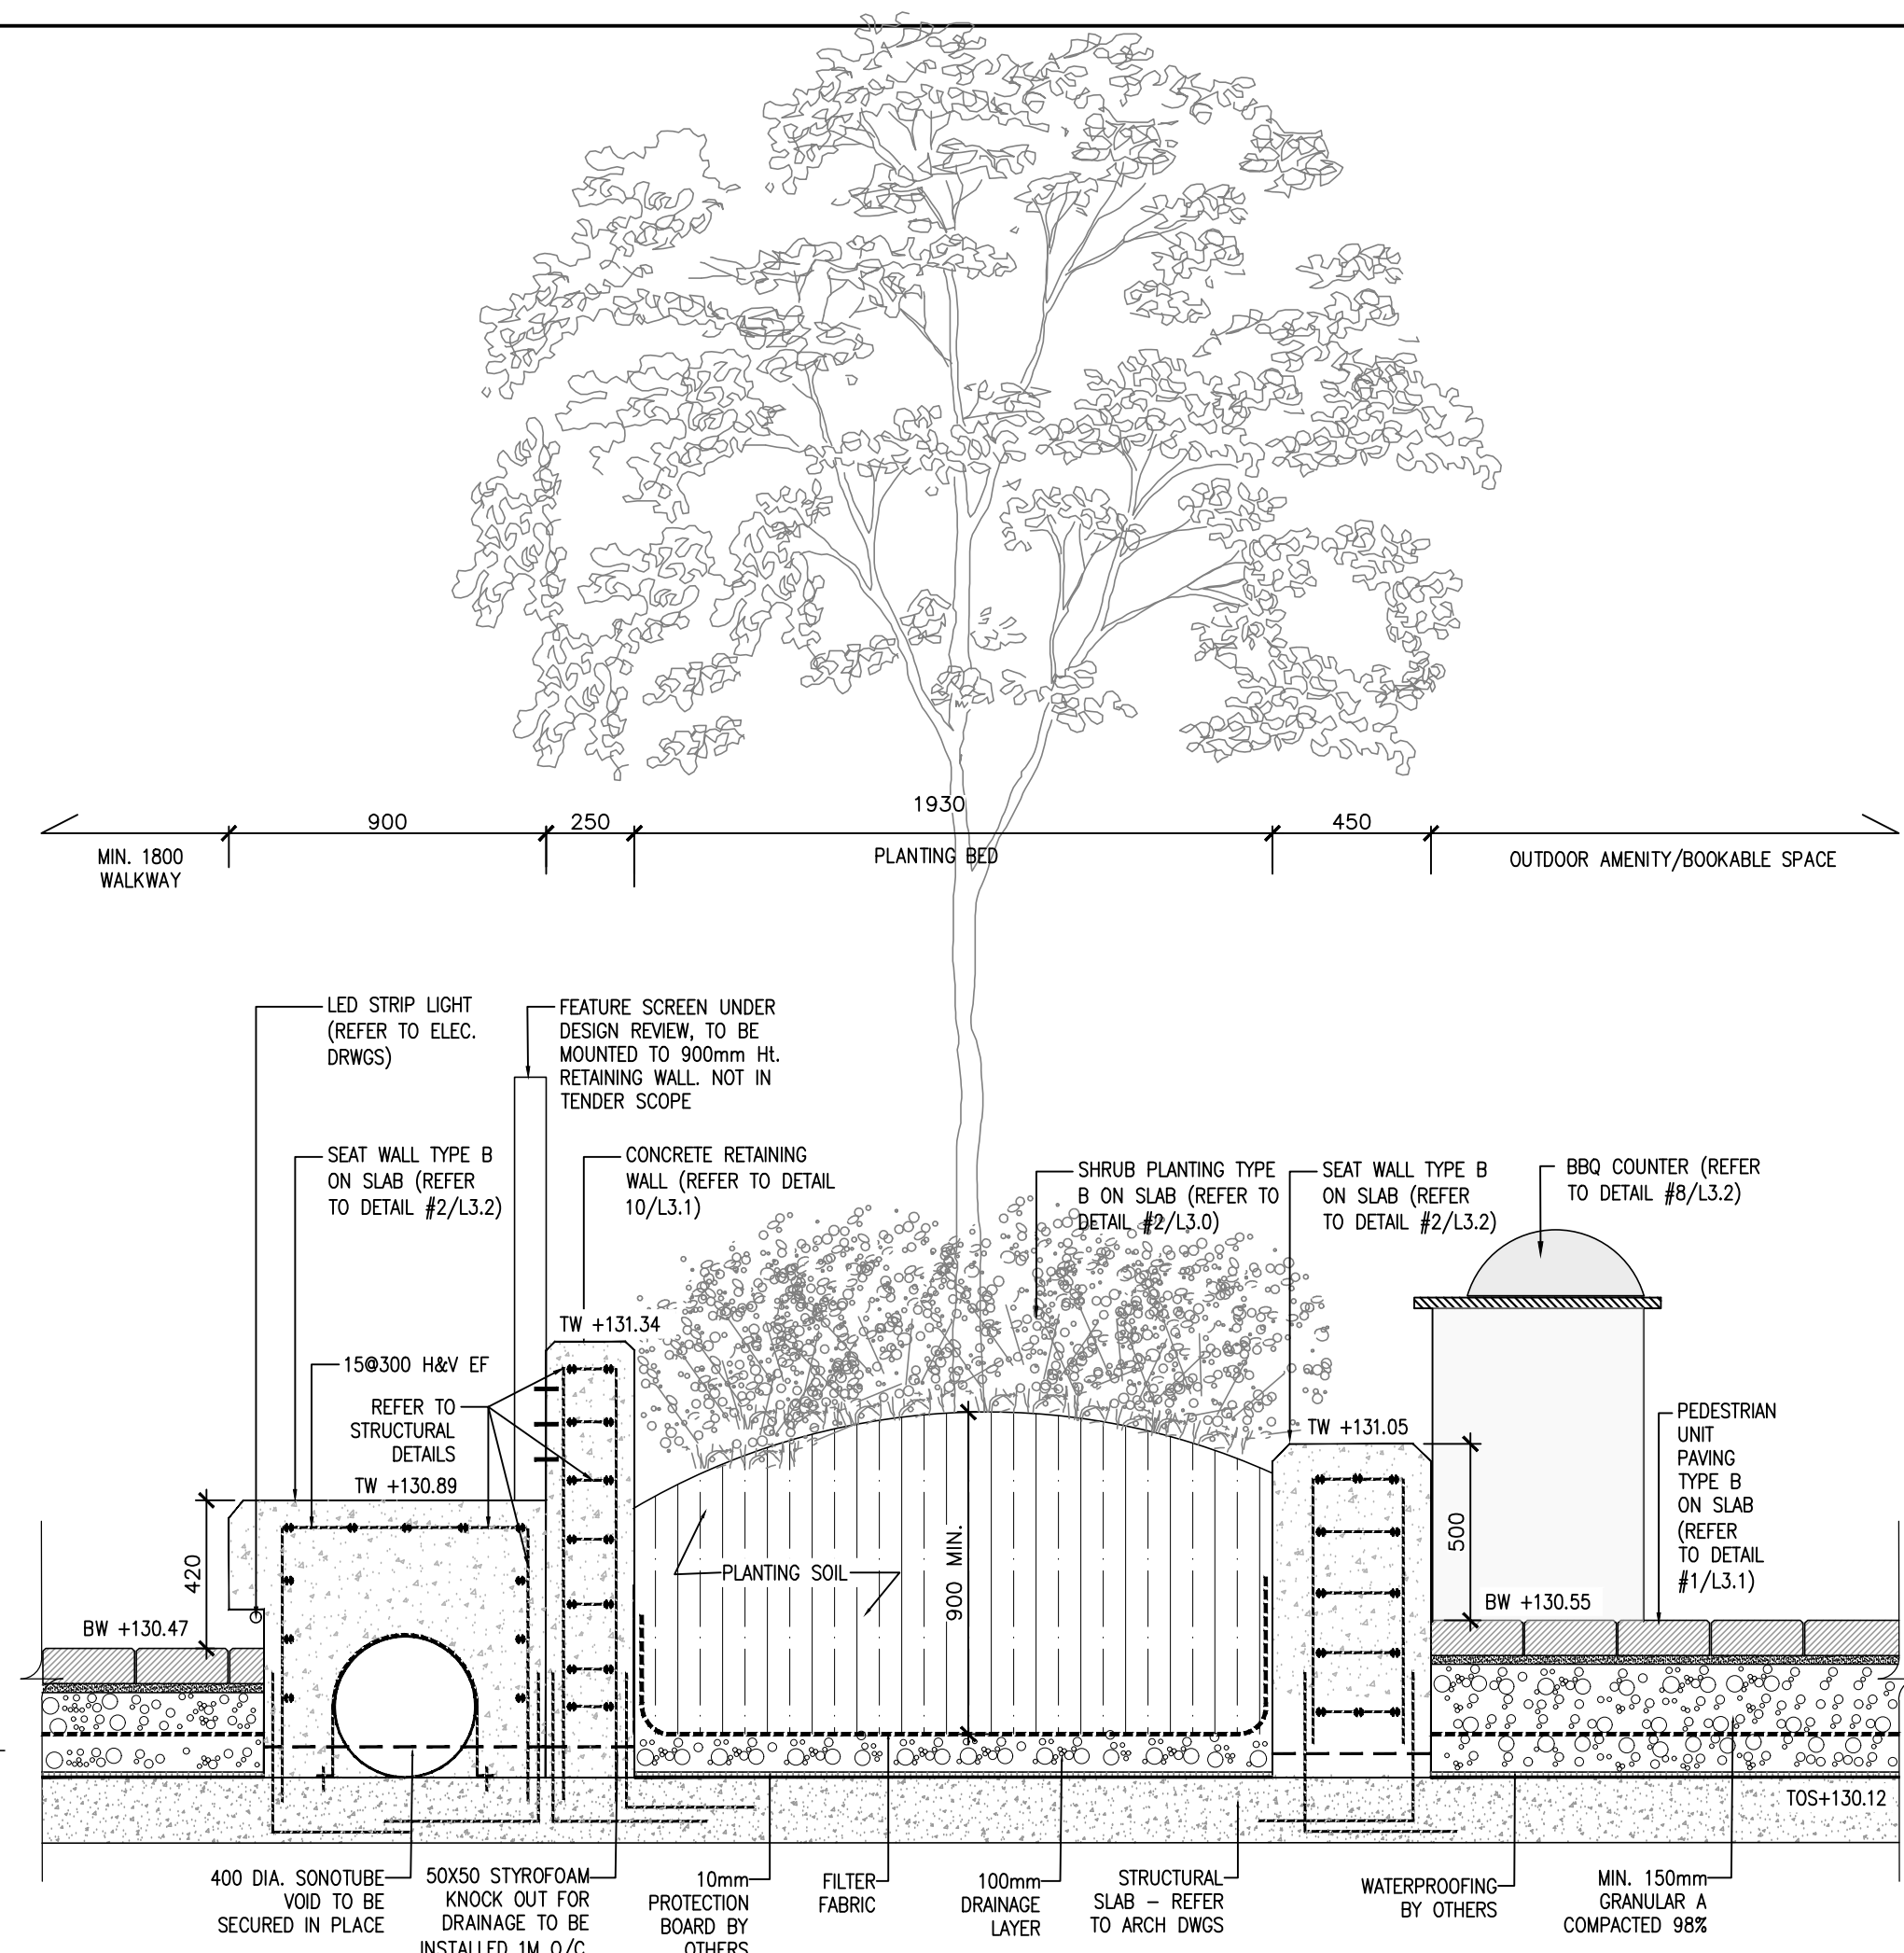 900
250
1930
450
MIN. 1800
WALKWAY
PLANTING BED
OUTDOOR AMENITY/BOOKABLE SPACE
LED STRIP LIGHT
(REFER TO ELEC.
DRWGS)
FEATURE SCREEN UNDER
DESIGN REVIEW, TO BE
MOUNTED TO 900mm Ht.
RETAINING WALL. NOT IN
TENDER SCOPE
SEAT WALL TYPE B
ON SLAB (REFER
TO DETAIL #2/L3.2)
CONCRETE RETAINING
WALL (REFER TO DETAIL
10/L3.1)
SHRUB PLANTING TYPE
B ON SLAB (REFER TO
DETAIL #2/L3.0)
SEAT WALL TYPE B
ON SLAB (REFER
TO DETAIL #2/L3.2)
BBQ COUNTER (REFER
TO DETAIL #8/L3.2)
TW +131.34
15@300 H&V EF
REFER TO
STRUCTURAL
DETAILS
TW +130.89
TW +131.05
PEDESTRIAN
UNIT
PAVING
TYPE B
ON SLAB
(REFER
TO DETAIL
#1/L3.1)
420
PLANTING SOIL
900 MIN.
500
BW +130.47
BW +130.55
TOS+130.12
400 DIA. SONOTUBE
VOID TO BE
SECURED IN PLACE
50X50 STYROFOAM
KNOCK OUT FOR
DRAINAGE TO BE
INSTALLED 1M O/C
10mm
PROTECTION
BOARD BY
OTHERS
FILTER
FABRIC
100mm
DRAINAGE
LAYER
STRUCTURAL
SLAB – REFER
TO ARCH DWGS
WATERPROOFING
BY OTHERS
MIN. 150mm
GRANULAR A
COMPACTED 98%